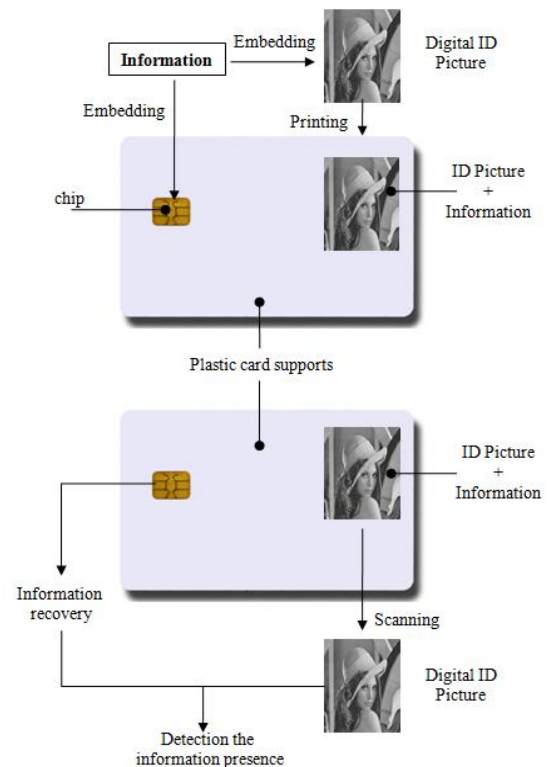 Embedding
Digital ID
Picture
Information
Embedding
Printing
ID Picture
+
Information
chip
Plastic card supports
ID Picture
+
Information
Information
recovery
Scanning
Digital ID
Picture
Detection the
information presence